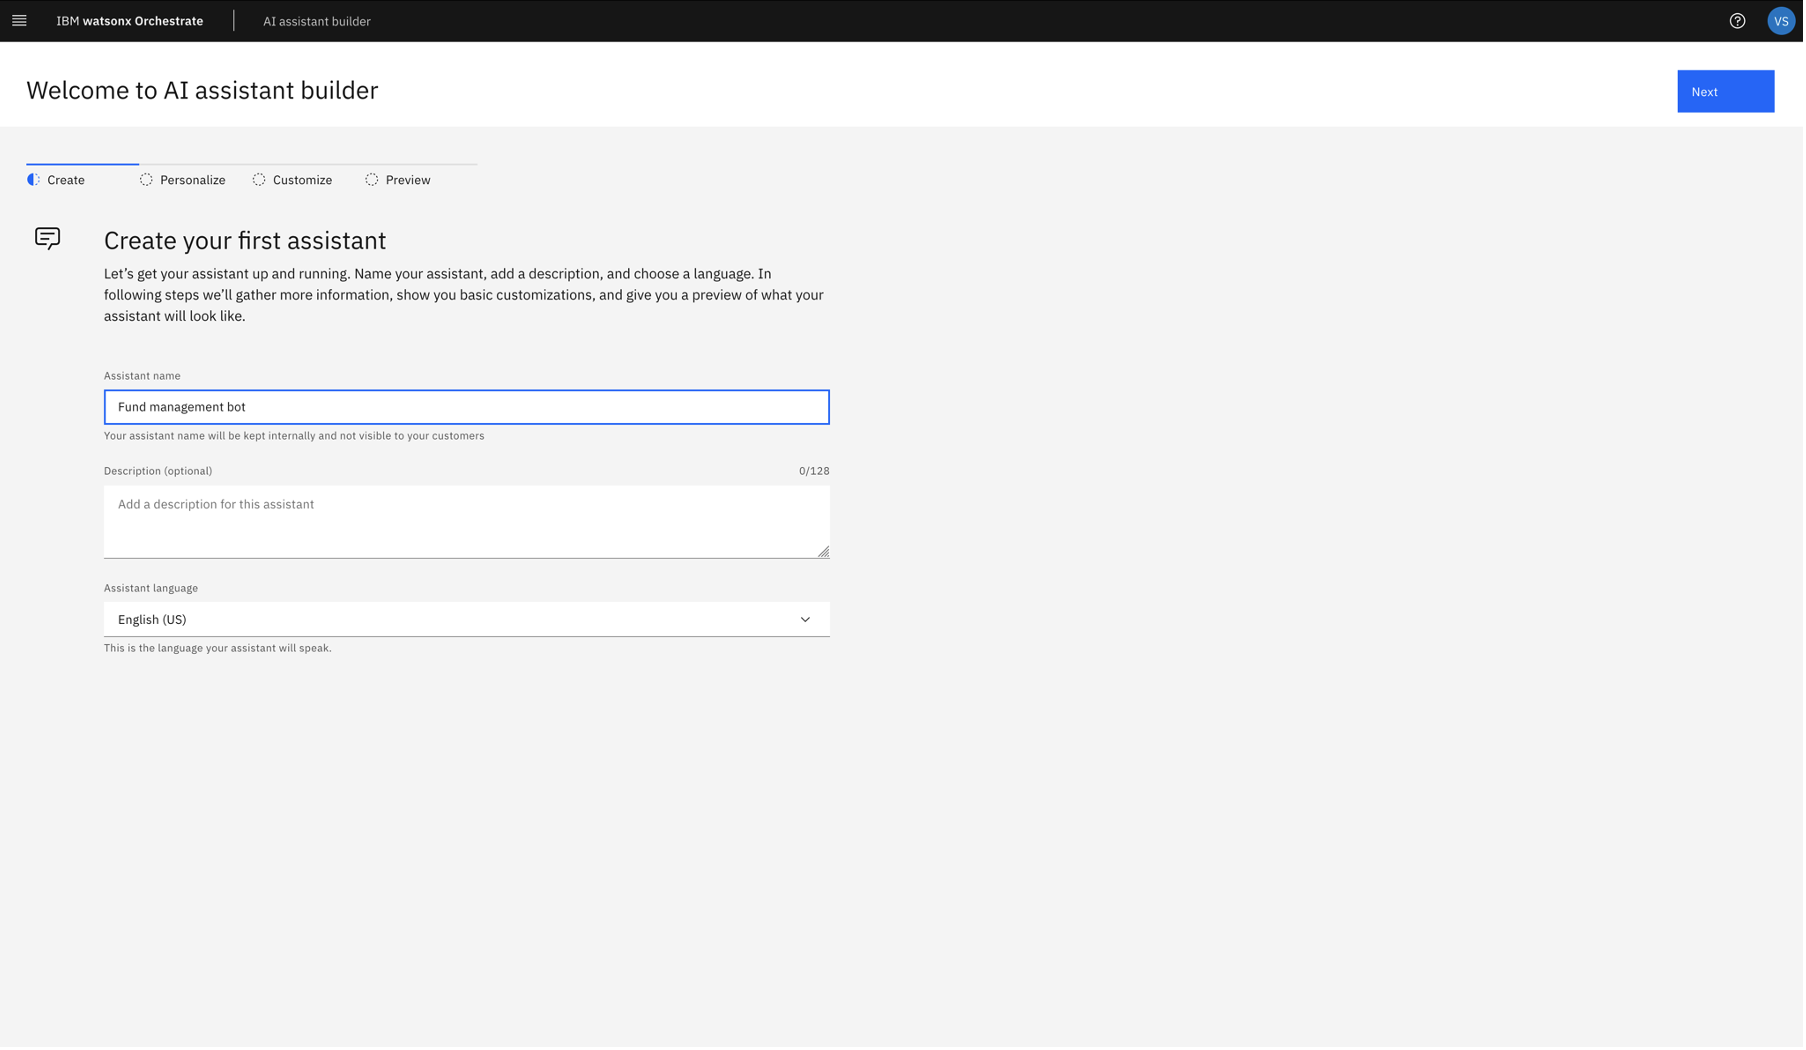 IBM watsonx Orchestrate
AI assistant builder
VS
Welcome to AI assistant builder
Next
Create
Personalize
Customize
Preview
Create your first assistant
Let’s get your assistant up and running. Name your assistant, add a description, and choose a language. In
following steps we’ll gather more information, show you basic customizations, and give you a preview of what your
assistant will look like.
Assistant name
Fund management bot
Your assistant name will be kept internally and not visible to your customers
Description (optional)
0/128
Add a description for this assistant
Assistant language
English (US)
This is the language your assistant will speak.